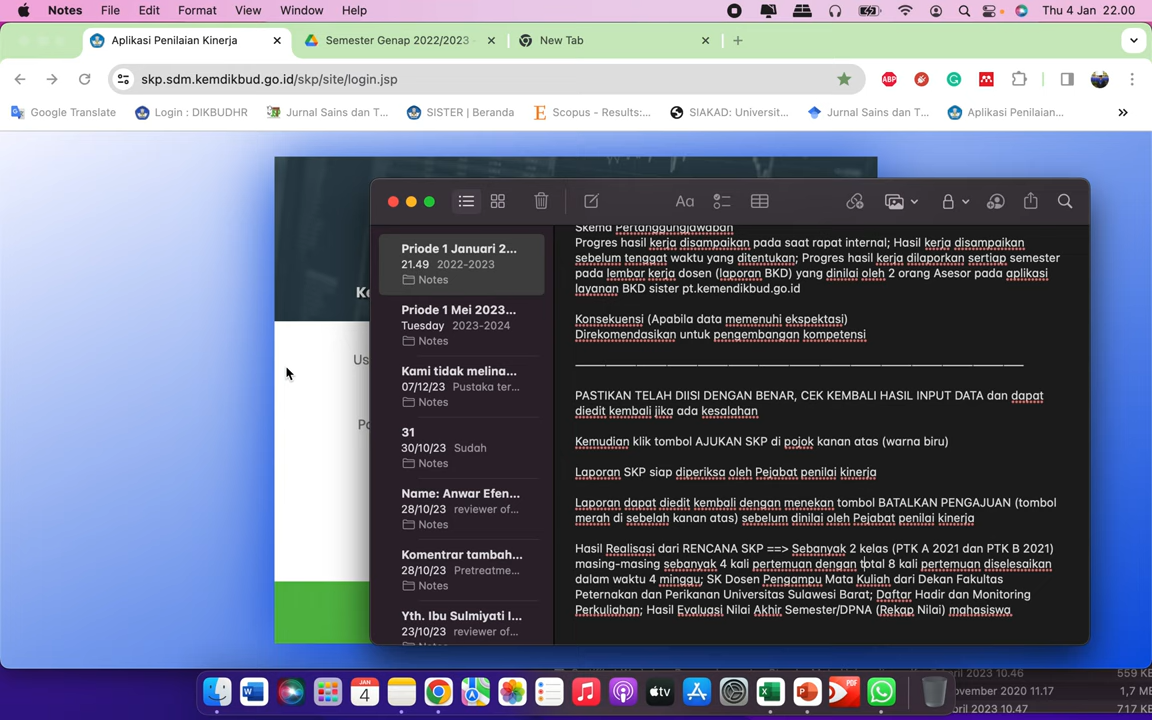 Notes File Edit Format View Window Help Thu 4 Jan 22.00
Aplikasi Penilaian Kinerja Semester Genap 2022/2023 New Tab
skp.sdm.kemdikbud.go.id/skp/site/login.jsp
Google Translate Login : DIKBUDHR Jurnal Sains dan T... SISTER | Beranda Scopus - Results:... SIAKAD: Universit... Jurnal Sains dan T... Aplikasi Penilaian...
Priode 1 Januari 2...
21.49 2022-2023
Notes
Priode 1 Mei 2023...
Tuesday 2023-2024
Notes
Kami tidak melina...
07/12/23 Pustaka ter...
Notes
31
30/10/23 Sudah
Notes
Name: Anwar Efen...
28/10/23 reviewer of...
Notes
Komentrar tambah...
28/10/23 Pretreatme...
Notes
Yth. Ibu Sulmiyati I...
23/10/23 reviewer of...
Skema Pertanggungjawaban
Progres hasil kerja disampaikan pada saat rapat internal; Hasil kerja disampaikan
sebelum tenggat waktu yang ditentukan; Progres hasil kerja dilaporkan sertiap semester
pada lembar kerja dosen (laporan BKD) yang dinilai oleh 2 orang Asesor pada aplikasi
layanan BKD sister pt.kemendikbud.go.id
Konsekuensi (Apabila data memenuhi ekspektasi)
Direkomendasikan untuk pengembangan kompetensi
PASTIKAN TELAH DIISI DENGAN BENAR, CEK KEMBALI HASIL INPUT DATA dan dapat
diedit kembali jika ada kesalahan
Kemudian klik tombol AJUKAN SKP di pojok kanan atas (warna biru)
Laporan SKP siap diperiksa oleh Pejabat penilai kinerja
Laporan dapat diedit kembali dengan menekan tombol BATALKAN PENGAJUAN (tombol
merah di sebelah kanan atas) sebelum dinilai oleh Pejabat penilai kinerja
Hasil Realisasi dari RENCANA SKP ==> Sebanyak 2 kelas (PTK A 2021 dan PTK B 2021)
masing-masing sebanyak 4 kali pertemuan dengan total 8 kali pertemuan diselesaikan
dalam waktu 4 minggu; SK Dosen Pengampu Mata Kuliah dari Dekan Fakultas
Peternakan dan Perikanan Universitas Sulawesi Barat; Daftar Hadir dan Monitoring
Perkuliahan; Hasil Evaluasi Nilai Akhir Semester/DPNA (Rekap Nilai) mahasiswa
ovember 2020 11.17 1,7 M